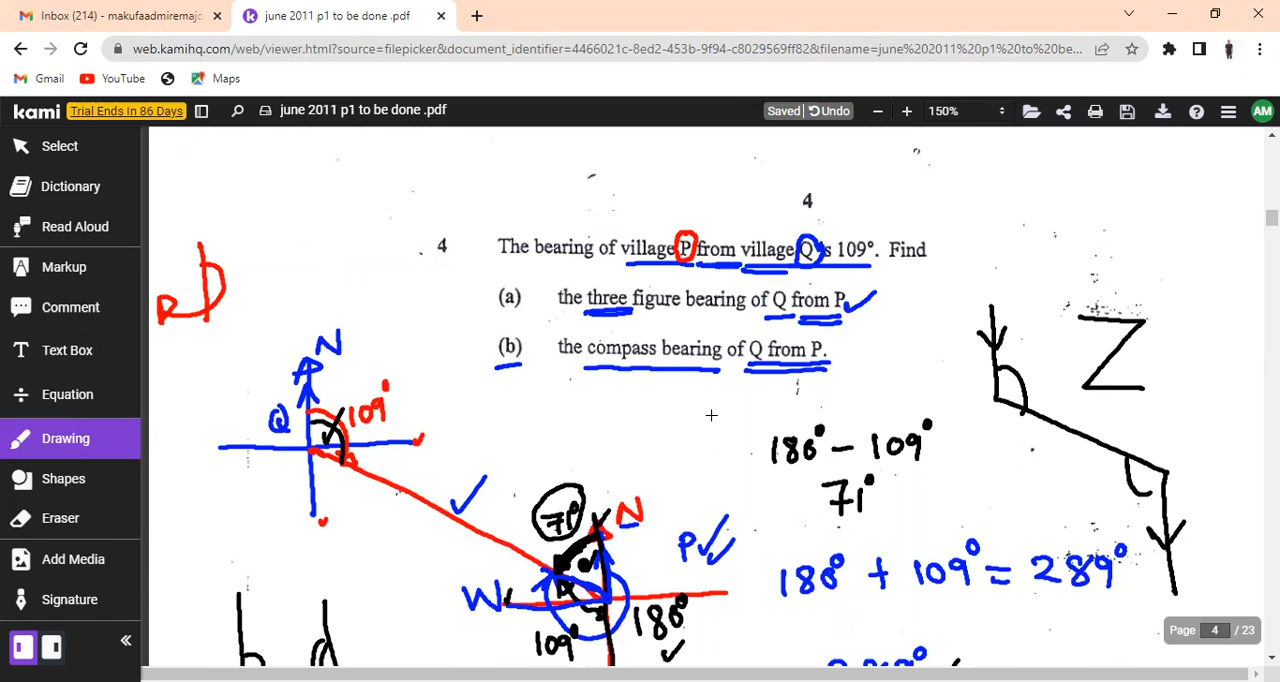 Inbox (214) - makufaadmiremajo
june 2011 p1 to be done .pdf
web.kamihq.com/web/viewer.html?source=filepicker&document_identifier=4466021c-8ed2-453b-9f94-c8029569ff82&filename=june%202011%20p1%20to%20be...
Gmail
YouTube
Maps
kami
Trial Ends In 86 Days
june 2011 p1 to be done .pdf
Saved
Undo
150%
AM
Select
Dictionary
Read Aloud
Markup
Comment
Text Box
Equation
Drawing
Shapes
Eraser
Add Media
Signature
4
4 The bearing of village P from village Q is 109°. Find
(a) the three figure bearing of Q from P
(b) the compass bearing of Q from P.
N
Q
109°
180° - 109°
71°
71°
N
P
W
180°
109°
180° + 109° = 289°
Z
Page 4 / 23